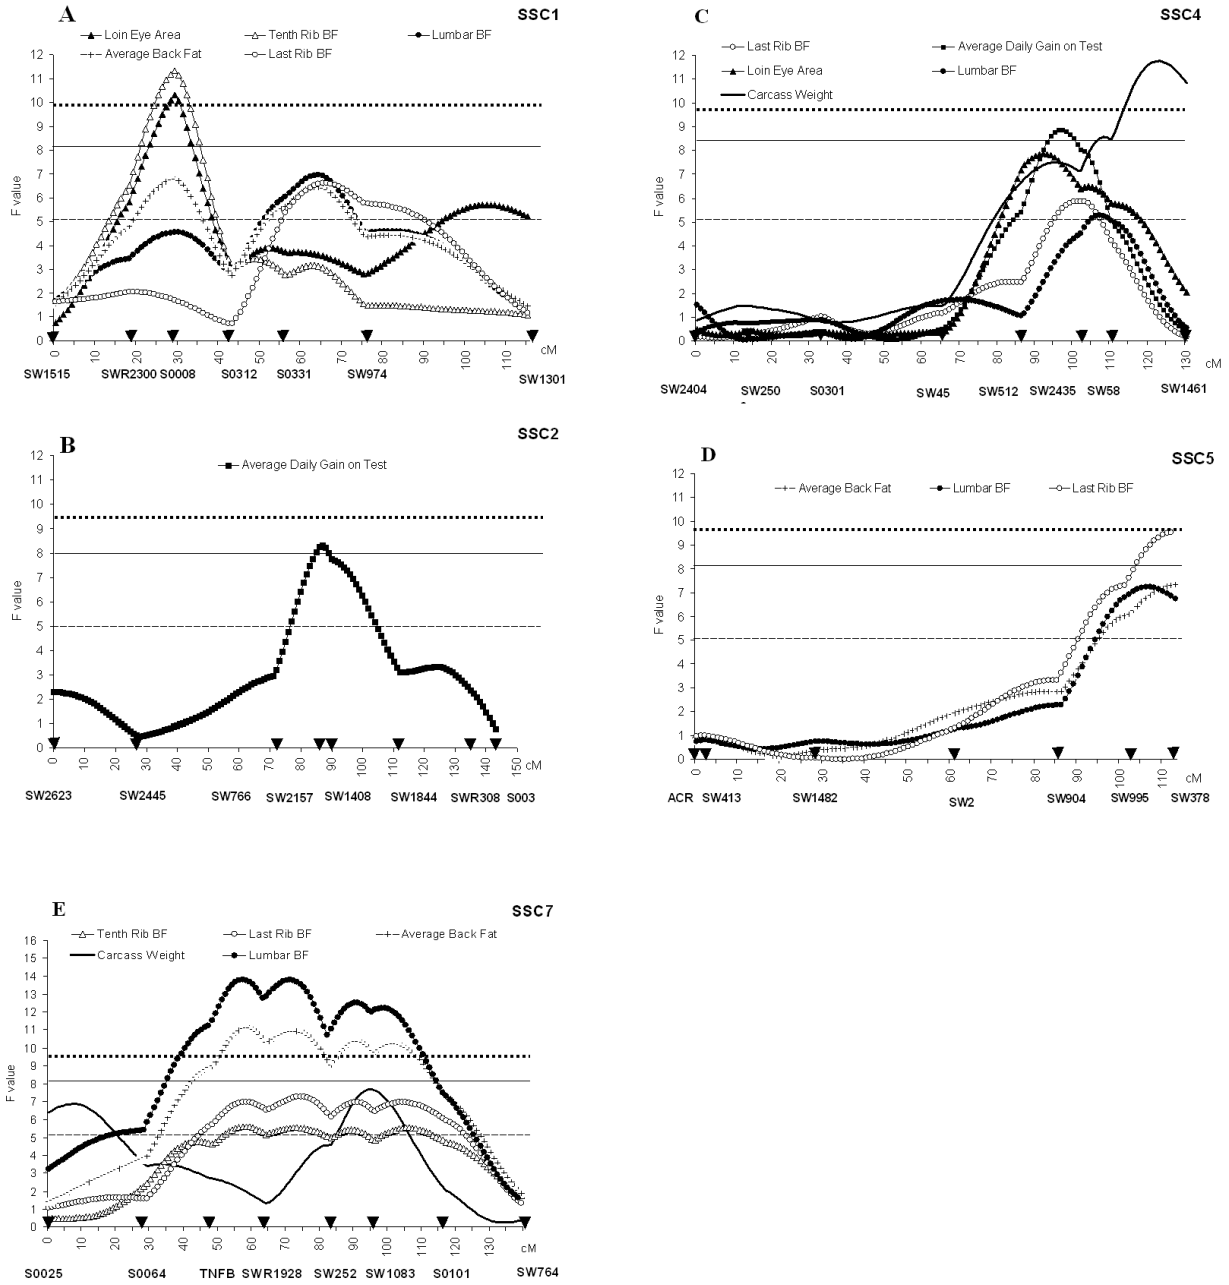 A
SSC1
Loin Eye Area Tenth Rib BF Lumbar BF
Average Back Fat Last Rib BF
F value
12
11
10
9
8
7
6
5
4
3
2
1
0
0 10 20 30 40 50 60 70 80 90 100 110
cM
SW1515 SWR2300 S0008 S0312 S0331 SW974 SW1301
C
SSC4
Last Rib BF Average Daily Gain on Test
Loin Eye Area Lumbar BF
Carcass Weight
F value
12
11
10
9
8
7
6
5
4
3
2
1
0
0 10 20 30 40 50 60 70 80 90 100 110 120 130
cM
SW2404 SW250 S0301 SW45 SW512 SW2435 SW58 SW1461
B
SSC2
Average Daily Gain on Test
F value
12
11
10
9
8
7
6
5
4
3
2
1
0
0 10 20 30 40 50 60 70 80 90 100 110 120 130 140 150
cM
SW2623 SW2445 SW766 SW2157 SW1408 SW1844 SWR308 S003
D
SSC5
Average Back Fat Lumbar BF Last Rib BF
F value
12
11
10
9
8
7
6
5
4
3
2
1
0
0 10 20 30 40 50 60 70 80 90 100 110
cM
ACR SW413 SW1482 SW2 SW904 SW995 SW378
E
SSC7
Tenth Rib BF Last Rib BF Average Back Fat
Carcass Weight Lumbar BF
F value
16
15
14
13
12
11
10
9
8
7
6
5
4
3
2
1
0
0 10 20 30 40 50 60 70 80 90 100 110 120 130
cM
S0025 S0064 TNFB SWR1928 SW252 SW1083 S0101 SW764